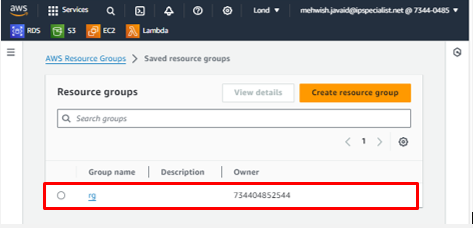 aws Services Lond mehwish.javaid@ipspecialist.net @ 7344-0485
RDS S3 EC2 Lambda
AWS Resource Groups > Saved resource groups
Resource groups View details Create resource group
Search groups
1
Group name Description Owner
rg 734404852544